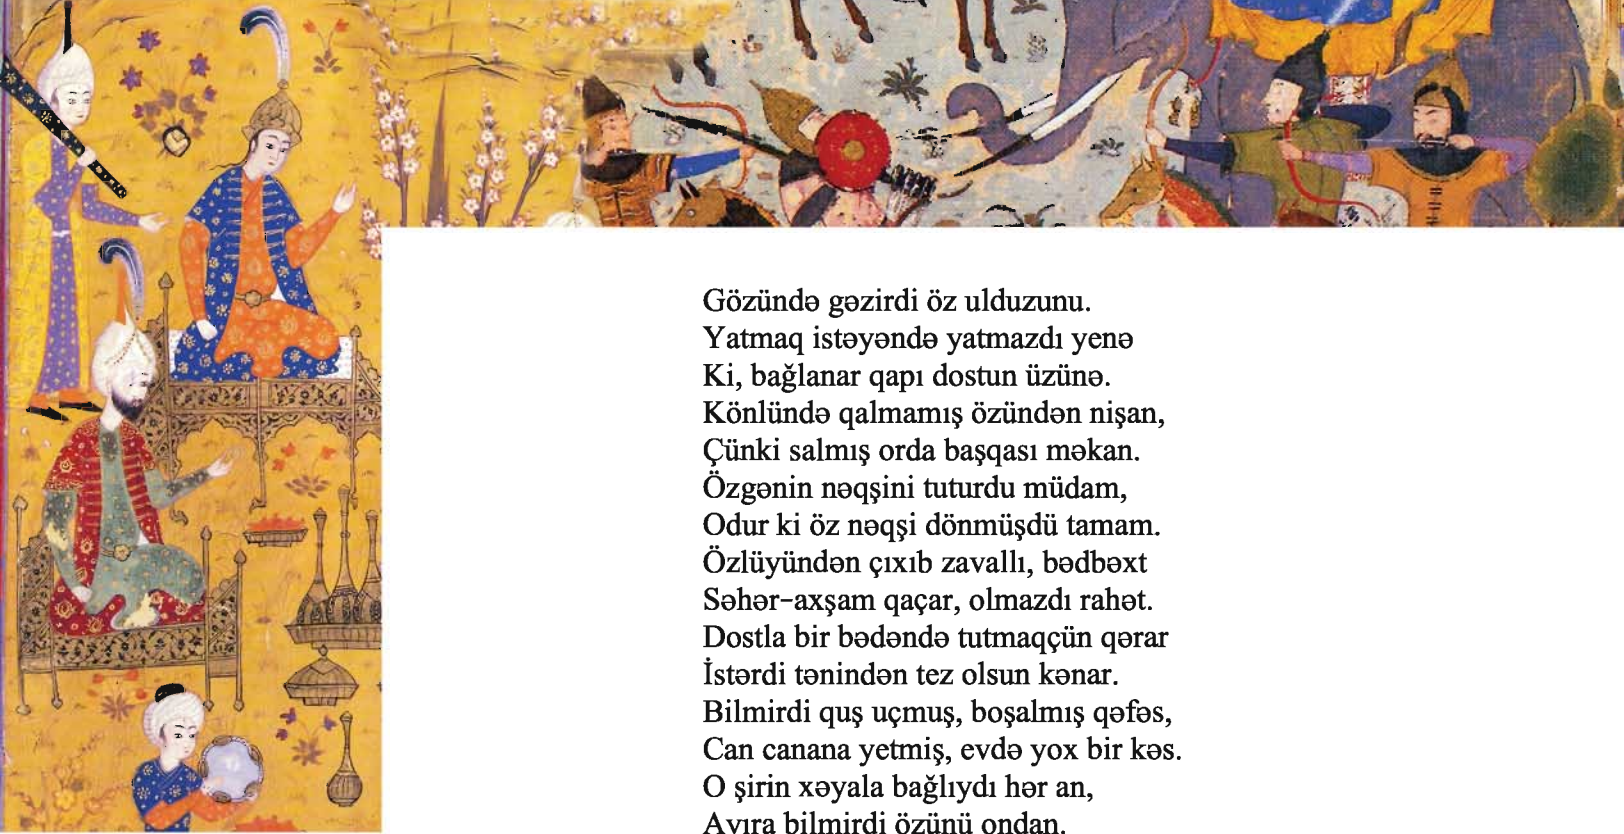 Gözündə gəzirdi öz ulduzunu.
Yatmaq istəyəndə yatmazdı yenə
Ki, bağlanar qapı dostun üzünə.
Könlündə qalmamış özündən nişan,
Çünki salmış orda başqası məkan.
Özgənin nəqşini tuturdu müdam,
Odur ki öz nəqşi dönmüşdü tamam.
Özlüyündən çıxıb zavallı, bədbəxt
Səhər-axşam qaçar, olmazdı rahət.
Dostla bir bədəndə tutmaqçün qərar
İstərdi tənindən tez olsun kənar.
Bilmirdi quş uçmuş, boşalmış qəfəs,
Can canana yetmiş, evdə yox bir kəs.
O şirin xəyala bağlıydı hər an,
Ayıra bilmirdi özünü ondan.